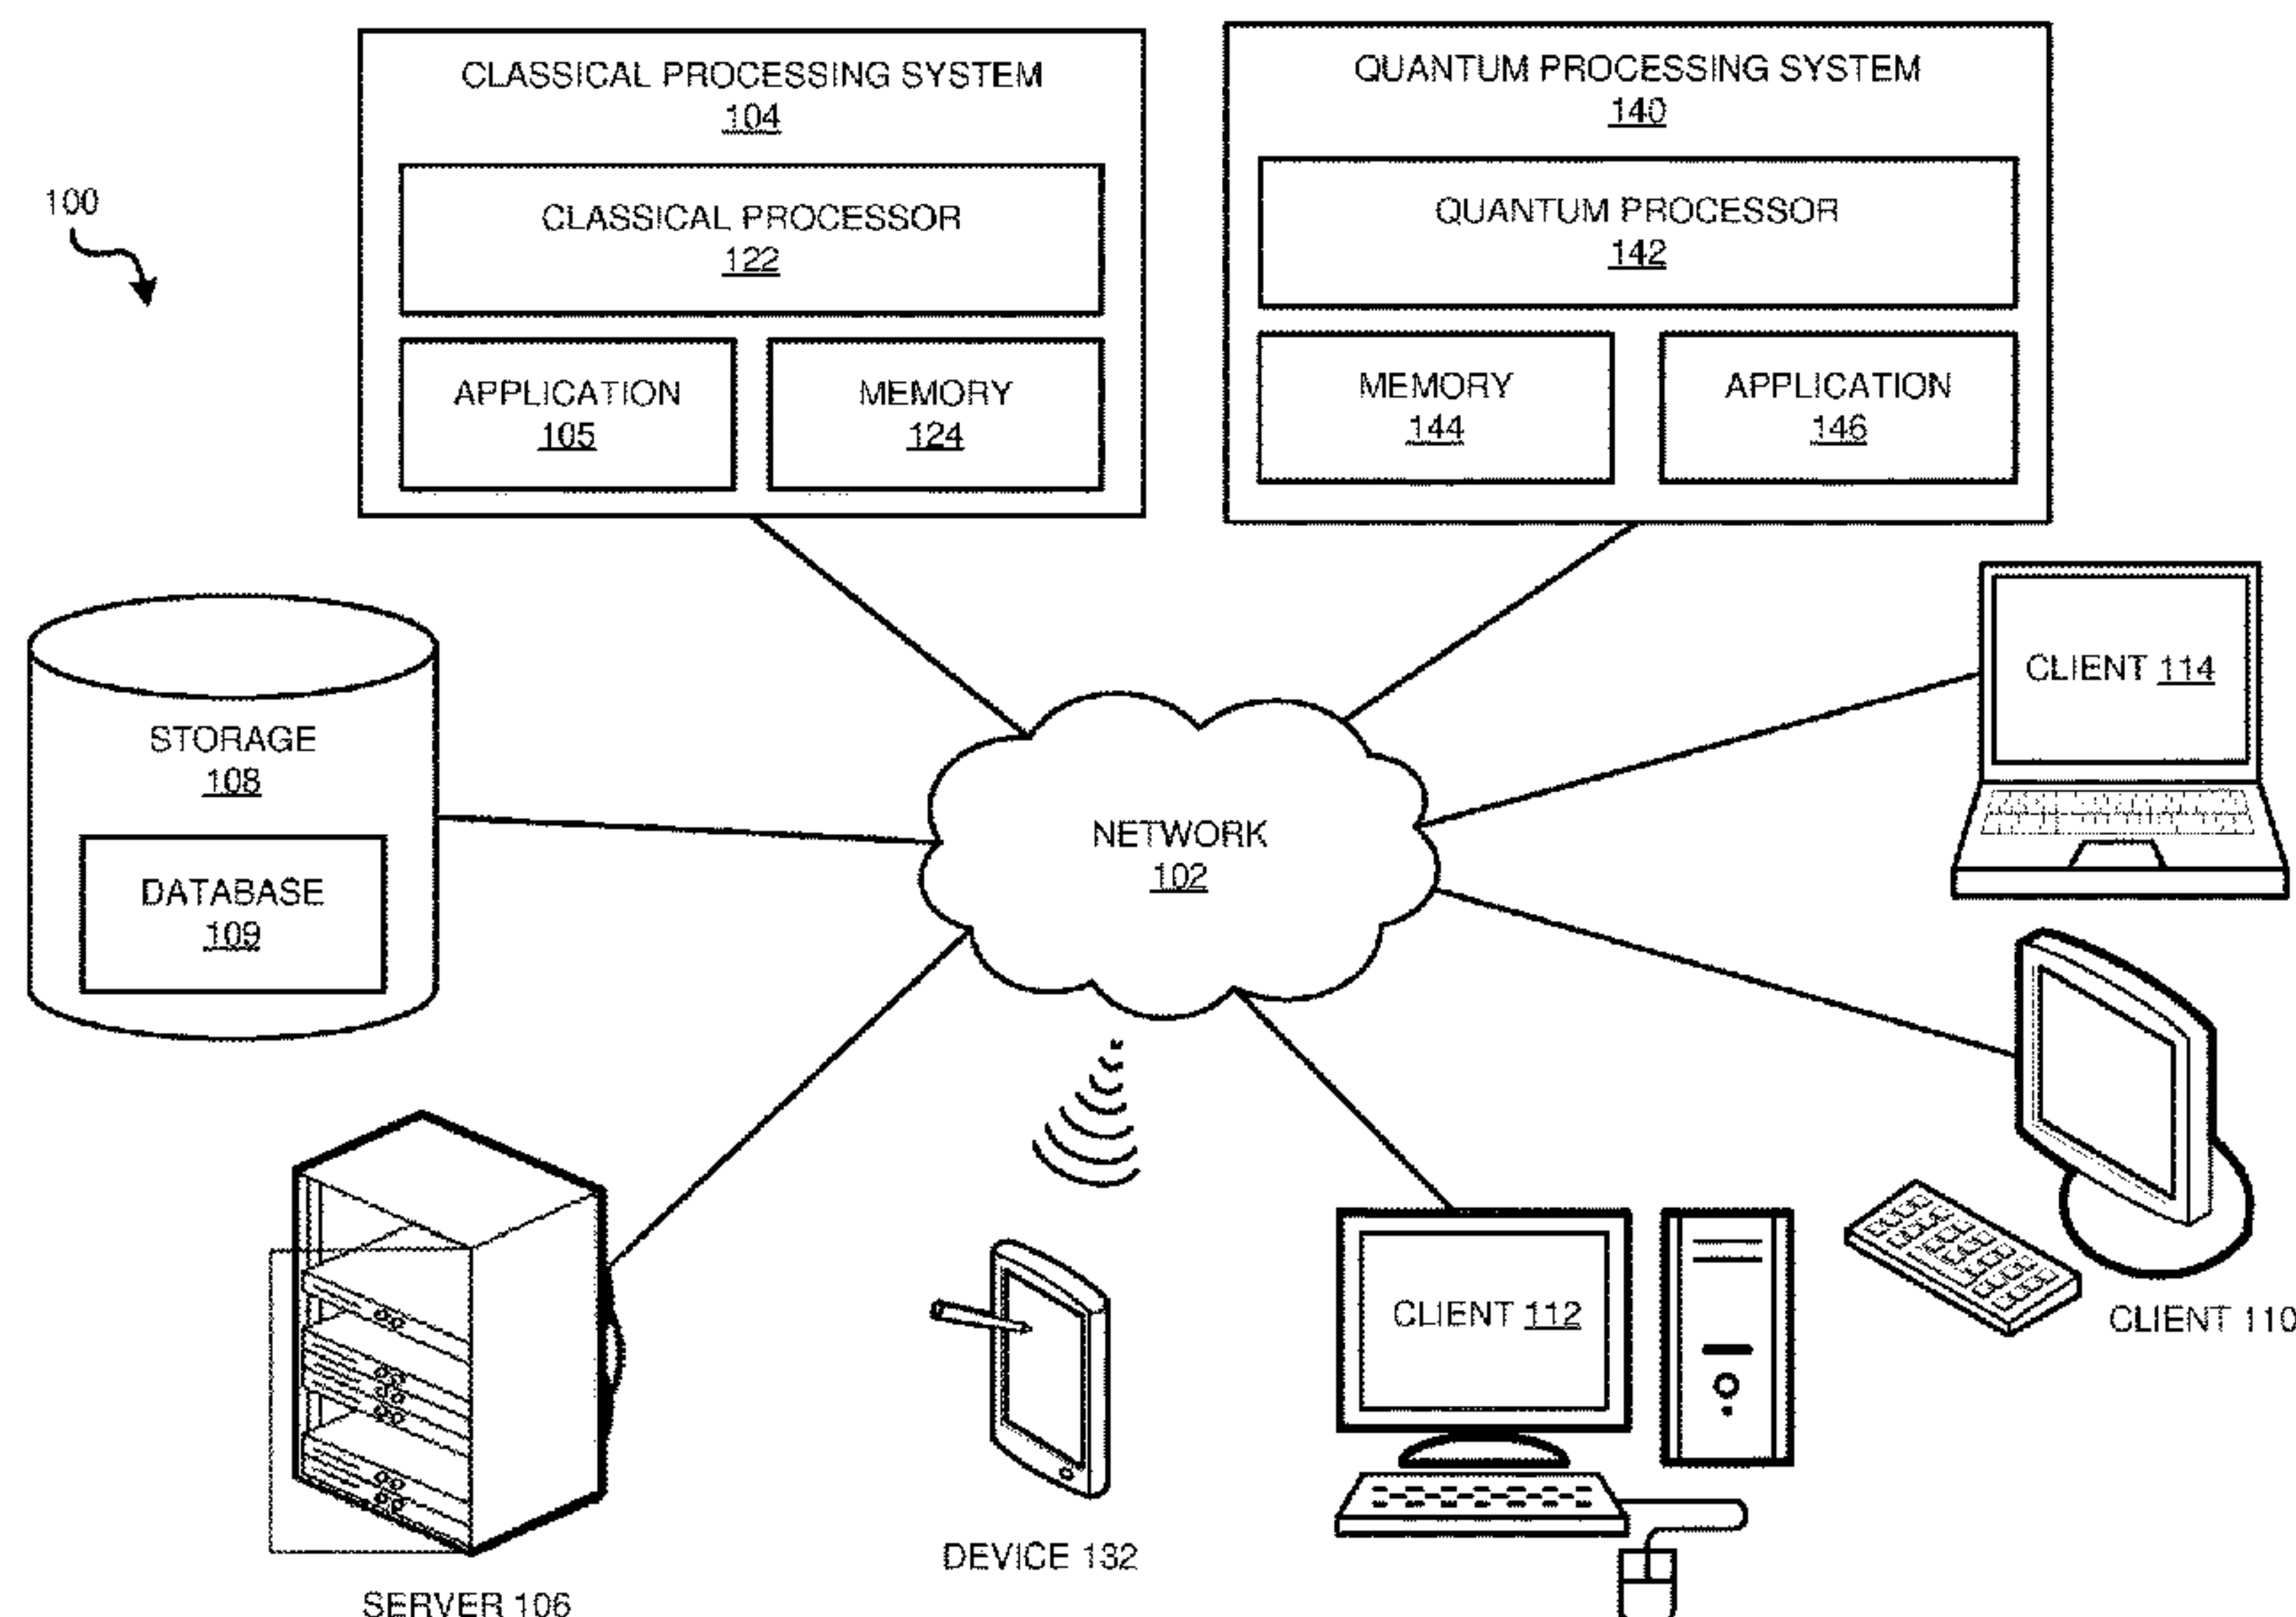 CLASSICAL PROCESSING SYSTEM
104
CLASSICAL PROCESSOR
122
APPLICATION
105
MEMORY
124
QUANTUM PROCESSING SYSTEM
140
QUANTUM PROCESSOR
142
MEMORY
144
APPLICATION
146
100
STORAGE
108
DATABASE
109
NETWORK
102
CLIENT 114
CLIENT 110
CLIENT 112
DEVICE 132
SERVER 106